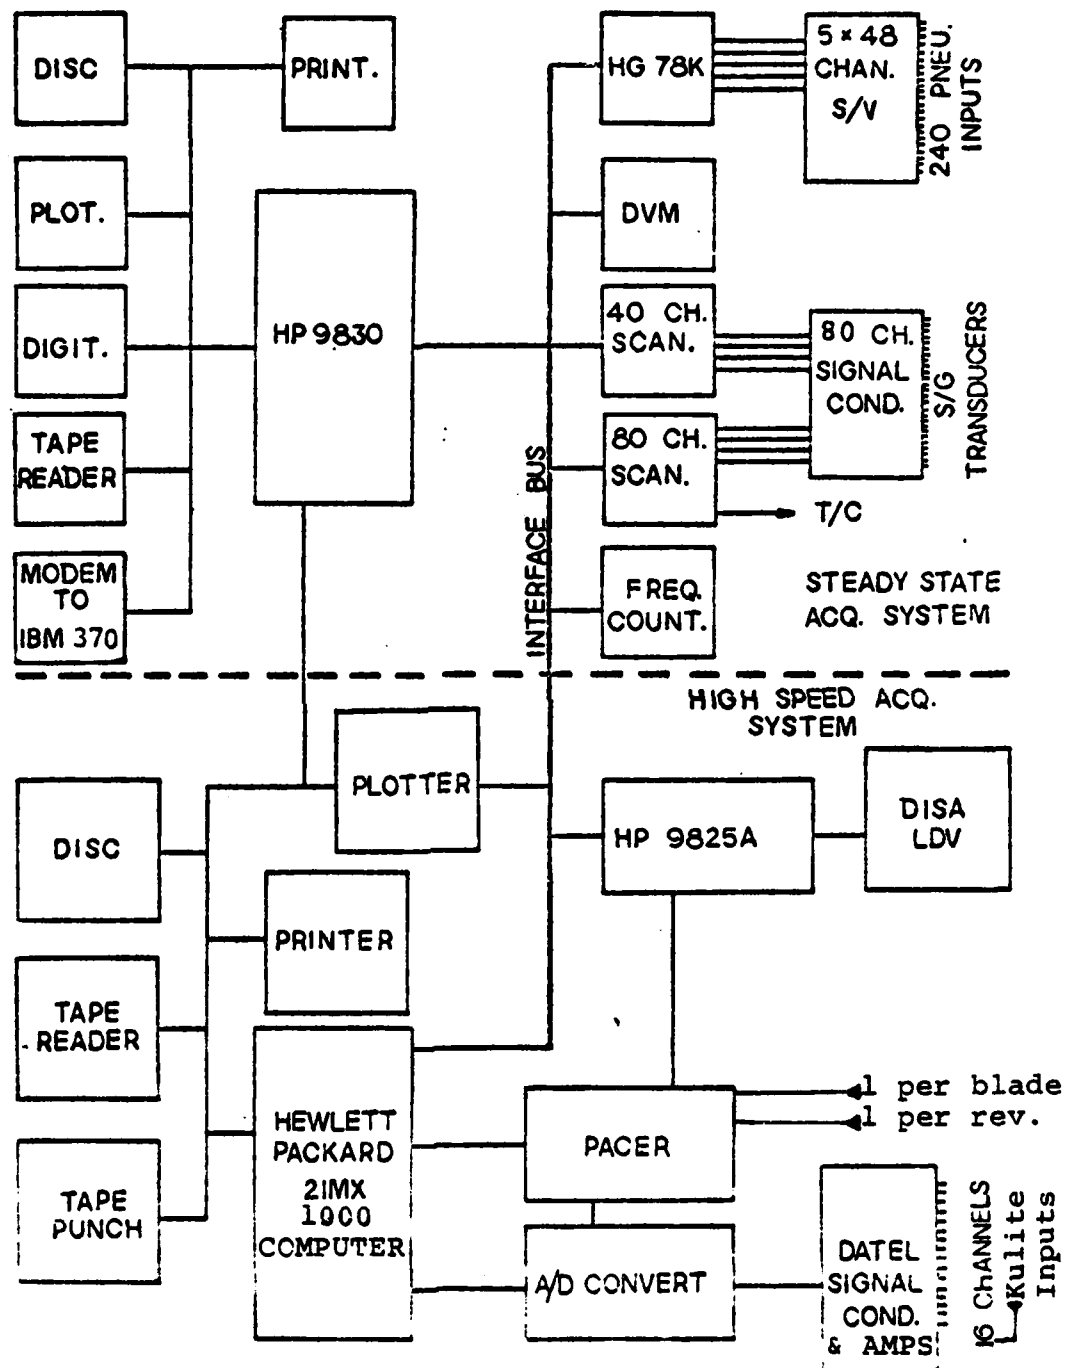 DISC
PRINT.
HG 78K
5 × 48
CHAN.
S/V
240 PNEU.
INPUTS
PLOT.
HP 9830
DVM
DIGIT.
40 CH.
SCAN.
80 CH.
SIGNAL
COND.
S/G
TRANSDUCERS
TAPE
READER
80 CH.
SCAN.
T/C
INTERFACE BUS
MODEM
TO
IBM 370
FREQ.
COUNT.
STEADY STATE
ACQ. SYSTEM
HIGH SPEED ACQ.
SYSTEM
PLOTTER
DISC
HP 9825A
DISA
LDV
PRINTER
TAPE
READER
HEWLETT
PACKARD
21MX
1000
COMPUTER
PACER
1 per blade
1 per rev.
TAPE
PUNCH
A/D CONVERT
DATEL
SIGNAL
COND.
& AMPS
16 CHANNELS
Kulite
Inputs